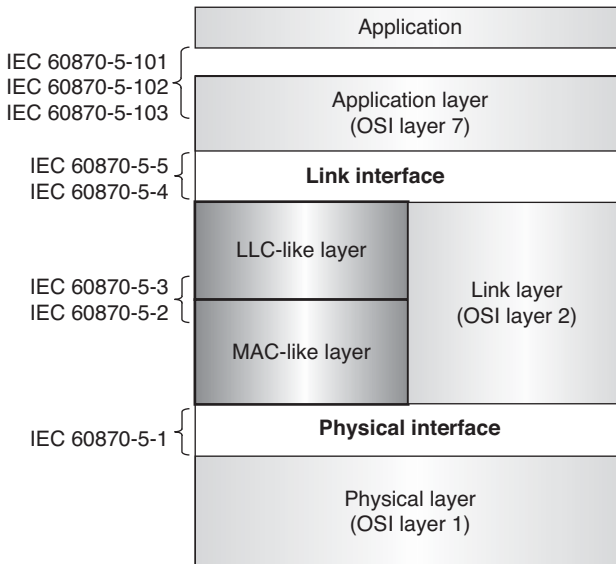 Application
IEC 60870-5-101
IEC 60870-5-102
IEC 60870-5-103
Application layer
(OSI layer 7)
IEC 60870-5-5
IEC 60870-5-4
Link interface
LLC-like layer
IEC 60870-5-3
IEC 60870-5-2
Link layer
(OSI layer 2)
MAC-like layer
Physical interface
IEC 60870-5-1
Physical layer
(OSI layer 1)